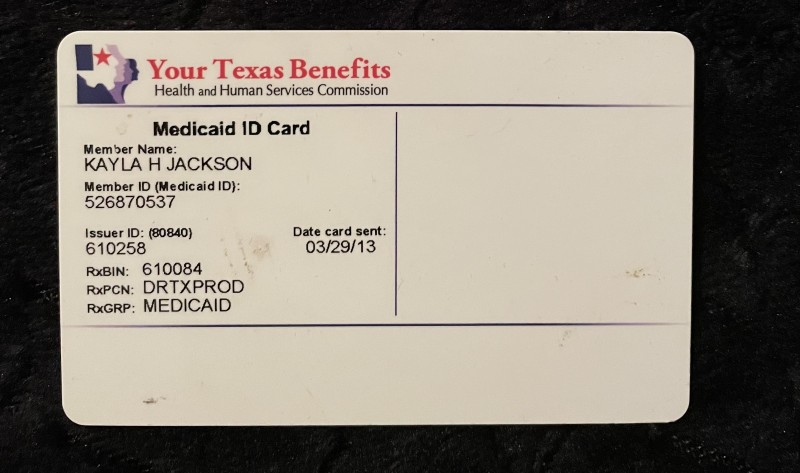 Your Texas Benefits
Health and Human Services Commission
Medicaid ID Card
Member Name:
KAYLA H JACKSON
Member ID (Medicaid ID):
526870537
Issuer ID: (80840)
610258
Date card sent:
03/29/13
RxBIN: 610084
RxPCN: DRTXPROD
RxGRP: MEDICAID